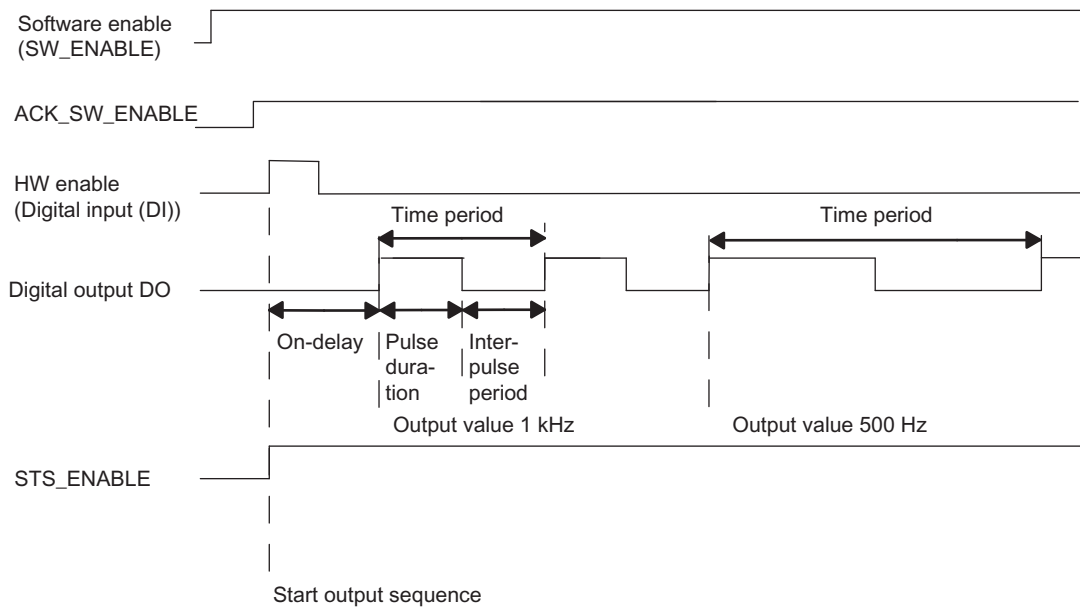 Software enable
(SW_ENABLE)
ACK_SW_ENABLE
HW enable
(Digital input (DI))
Time period
Time period
Digital output DO
On-delay
Pulse
dura-
tion
Inter-
pulse
period
Output value 1 kHz
Output value 500 Hz
STS_ENABLE
Start output sequence